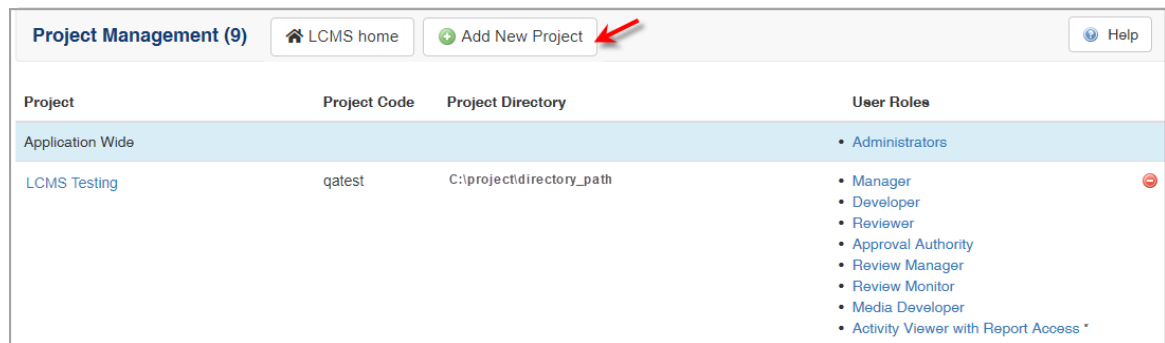 Project Management (9) LCMS home Add New Project Help
Project Project Code Project Directory User Roles
Application Wide • Administrators
LCMS Testing qatest C:\project\directory_path • Manager
• Developer
• Reviewer
• Approval Authority
• Review Manager
• Review Monitor
• Media Developer
• Activity Viewer with Report Access *